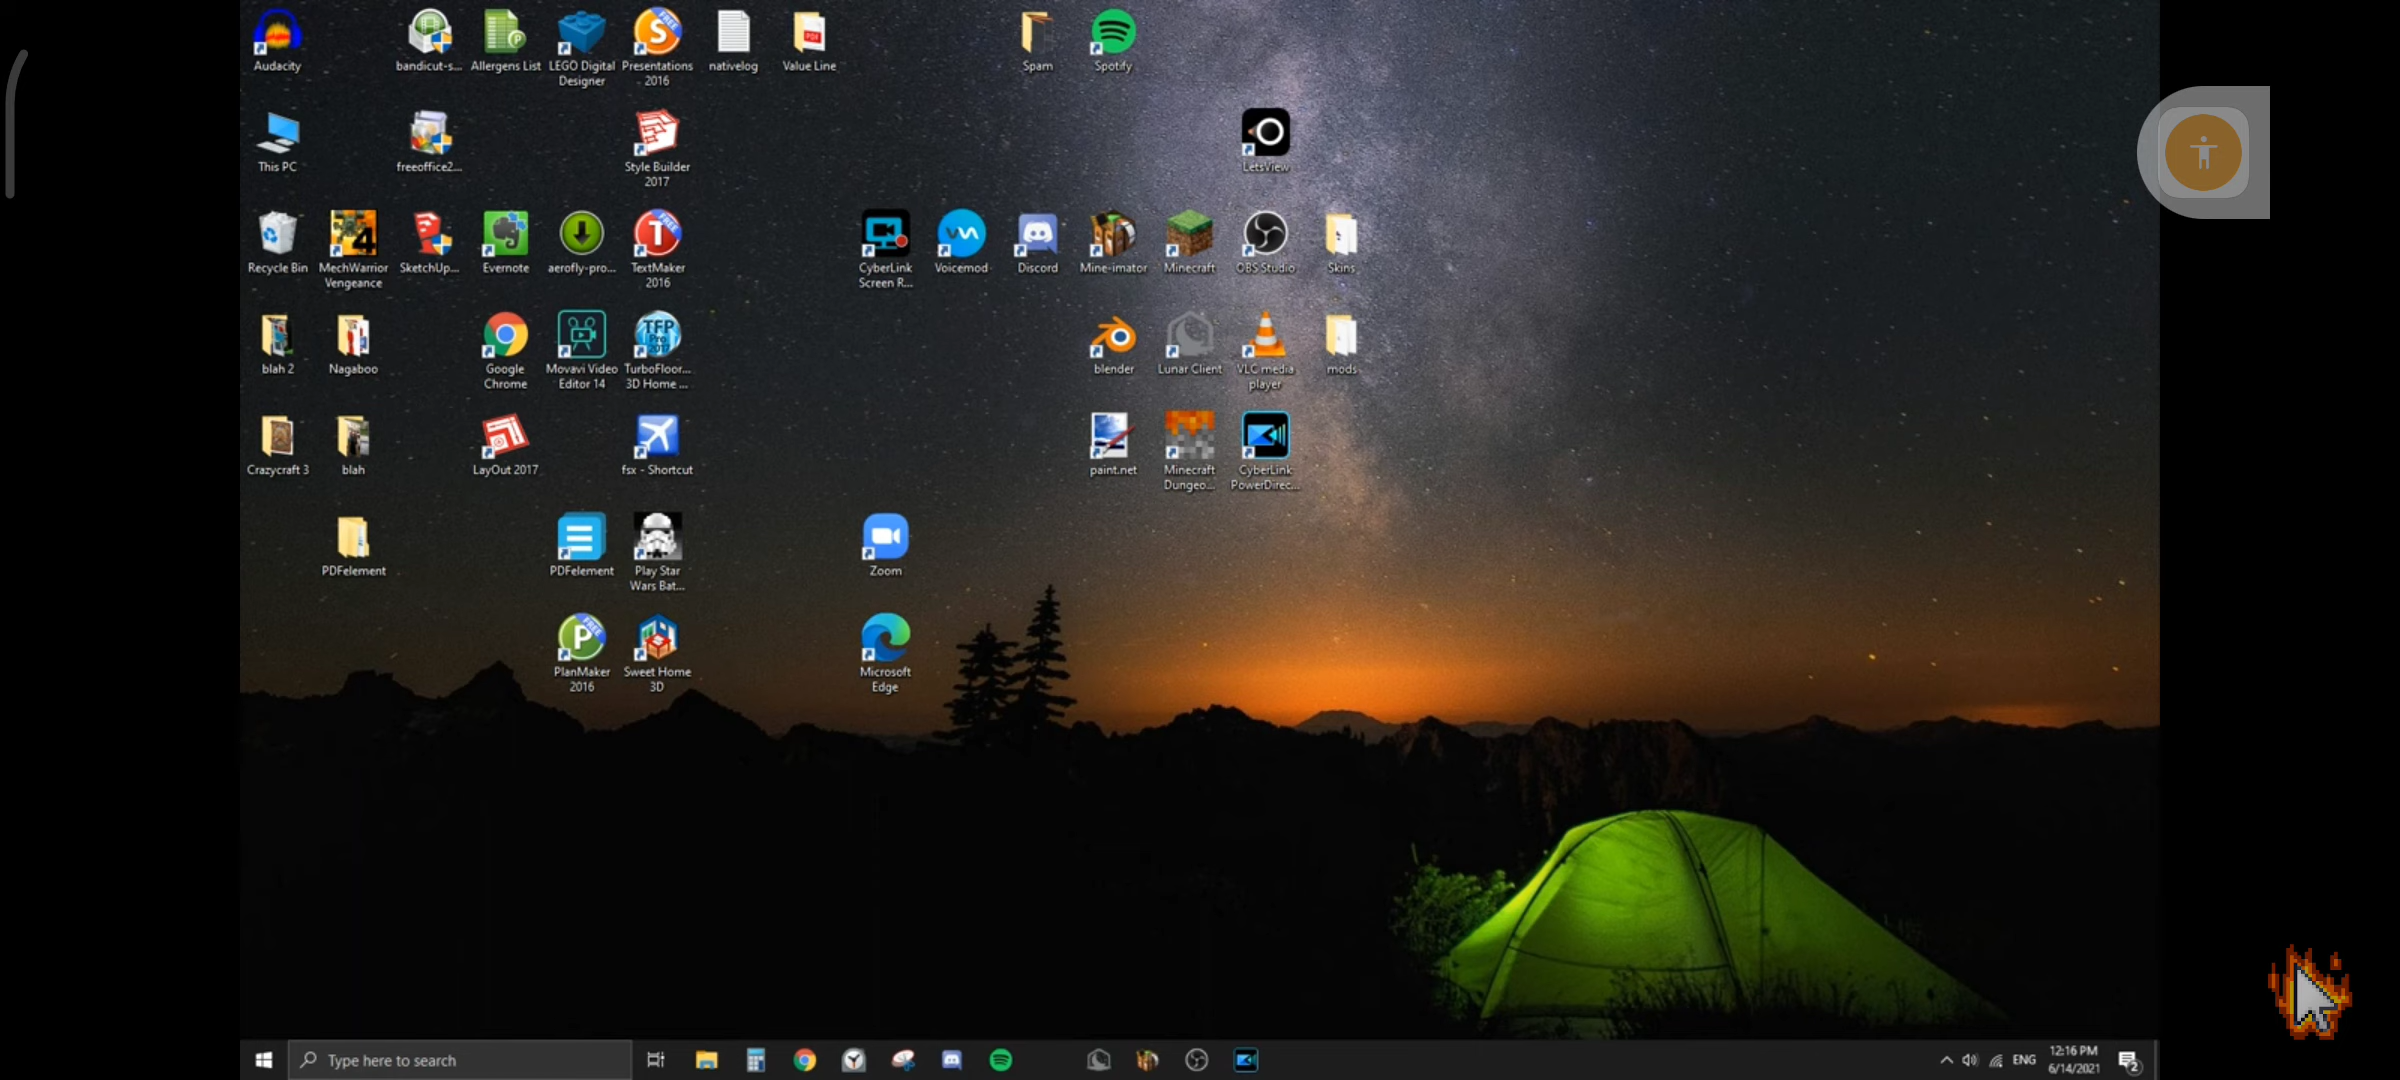 Audacity
bandicut-s...
Allergens List
LEGO Digital
Designer
Presentations
2016
nativelog
Value Line
Spam
Spotify
This PC
freeoffice2...
Style Builder
2017
LetsView
Recycle Bin
MechWarrior
Vengeance
SketchUp...
Evernote
aerofly-pro...
TextMaker
2016
CyberLink
Screen R...
Voicemod
Discord
Mine-imator
Minecraft
OBS Studio
Skins
blah 2
Nagaboo
Google
Chrome
Movavi Video
Editor 14
TurboFloor...
3D Home ...
blender
Lunar Client
VLC media
player
mods
Crazycraft 3
blah
LayOut 2017
fsx - Shortcut
paint.net
Minecraft
Dungeo...
CyberLink
PowerDirec...
PDFelement
PDFelement
Play Star
Wars Bat...
Zoom
PlanMaker
2016
Sweet Home
3D
Microsoft
Edge
Type here to search
ENG
12:16 PM
6/14/2021
2